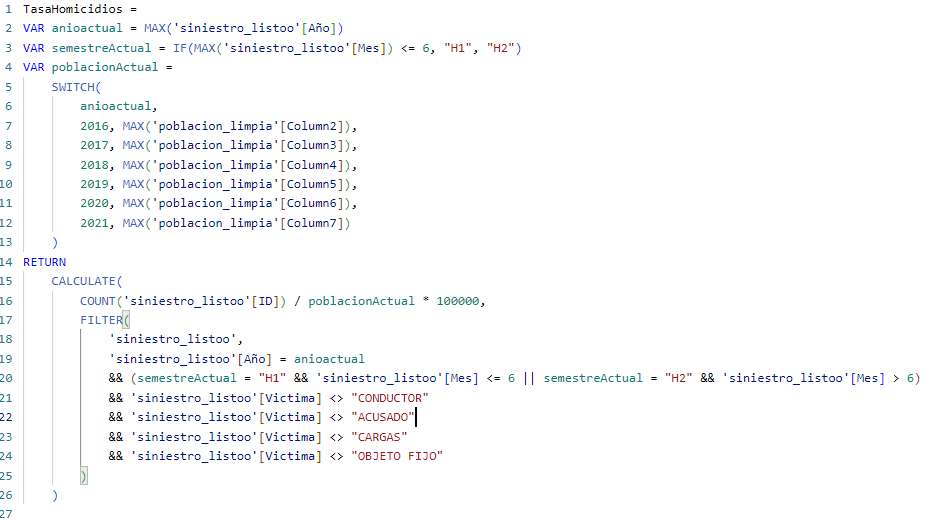 1 TasaHomicidios =
2 VAR anioactual = MAX('siniestro_listoo'[Año])
3 VAR semestreActual = IF(MAX('siniestro_listoo'[Mes]) <= 6, "H1", "H2")
4 VAR poblacionActual =
5 SWITCH(
6 anioactual,
7 2016, MAX('poblacion_limpia'[Column2]),
8 2017, MAX('poblacion_limpia'[Column3]),
9 2018, MAX('poblacion_limpia'[Column4]),
10 2019, MAX('poblacion_limpia'[Column5]),
11 2020, MAX('poblacion_limpia'[Column6]),
12 2021, MAX('poblacion_limpia'[Column7])
13 )
14 RETURN
15 CALCULATE(
16 COUNT('siniestro_listoo'[ID]) / poblacionActual * 100000,
17 FILTER(
18 'siniestro_listoo',
19 'siniestro_listoo'[Año] = anioactual
20 && (semestreActual = "H1" && 'siniestro_listoo'[Mes] <= 6 || semestreActual = "H2" && 'siniestro_listoo'[Mes] > 6)
21 && 'siniestro_listoo'[Victima] <> "CONDUCTOR"
22 && 'siniestro_listoo'[Victima] <> "ACUSADO"
23 && 'siniestro_listoo'[Victima] <> "CARGAS"
24 && 'siniestro_listoo'[Victima] <> "OBJETO FIJO"
25 )
26 )
27